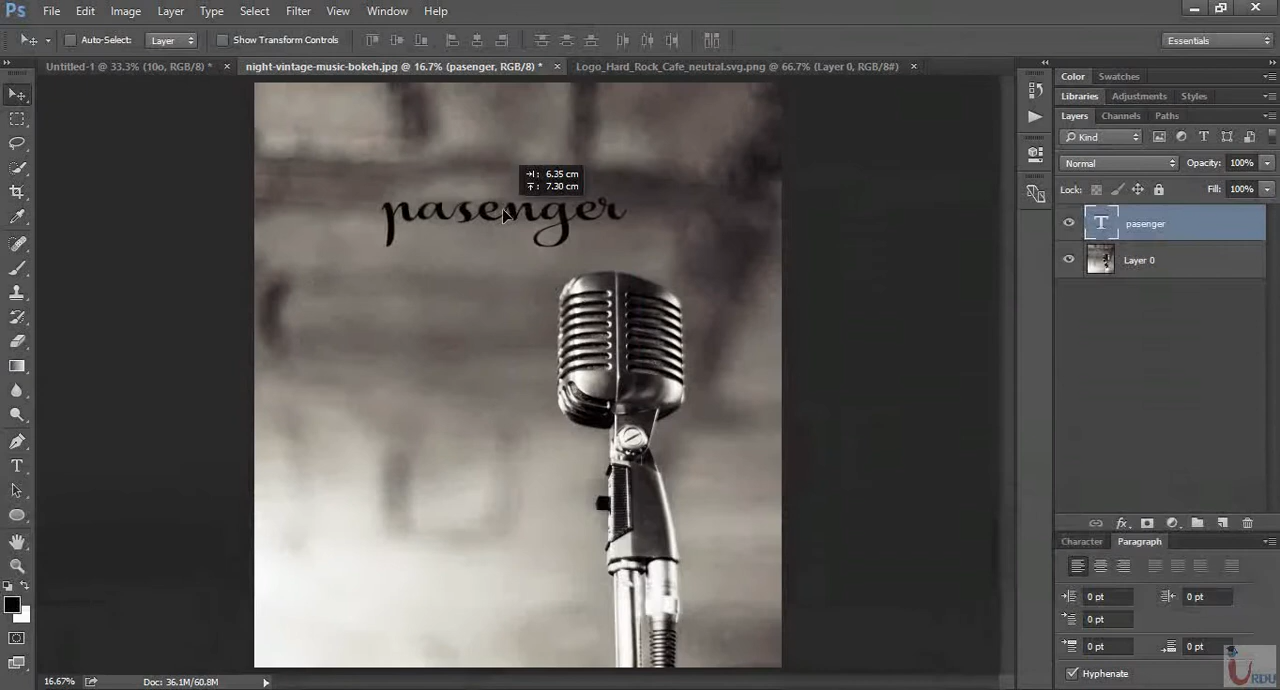 Ps File Edit Image Layer Type Select Filter View Window Help
Auto-Select: Layer Show Transform Controls Essentials
Untitled-1 @ 33.3% (10o, RGB/8) * × night-vintage-music-bokeh.jpg @ 16.7% (pasenger, RGB/8) * × Logo_Hard_Rock_Cafe_neutral.svg.png @ 66.7% (Layer 0, RGB/8#) ×
Color Swatches
Libraries Adjustments Styles
Layers Channels Paths
Kind
Normal Opacity: 100%
Lock: Fill: 100%
6.35 cm
7.30 cm
pasenger
pasenger
Layer 0
Character Paragraph
0 pt 0 pt
0 pt
0 pt 0 pt
Hyphenate
16.67% Doc: 36.1M/60.8M
URDU